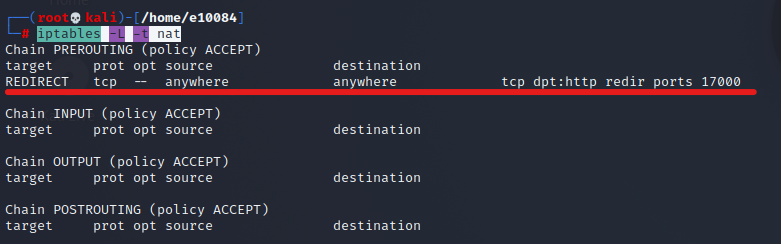 ┌──(root💀kali)-[/home/e10084]
└─# iptables -L -t nat
Chain PREROUTING (policy ACCEPT)
target     prot opt source               destination
REDIRECT   tcp  --  anywhere             anywhere             tcp dpt:http redir ports 17000

Chain INPUT (policy ACCEPT)
target     prot opt source               destination

Chain OUTPUT (policy ACCEPT)
target     prot opt source               destination

Chain POSTROUTING (policy ACCEPT)
target     prot opt source               destination